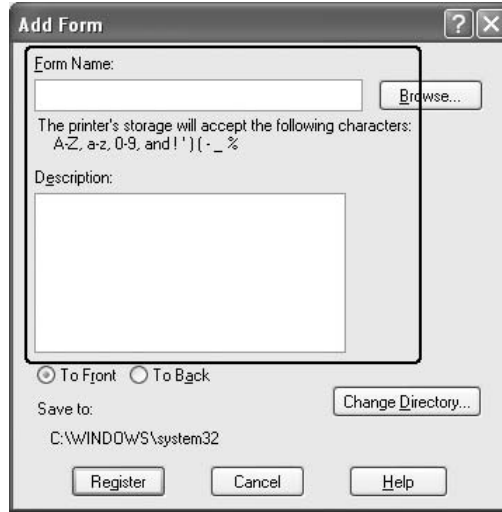 Add Form
Form Name:
Browse...
The printer's storage will accept the following characters:
A-Z, a-z, 0-9, and ! ' ) ( - _ %
Description:
To Front To Back
Change Directory...
Save to:
C:\WINDOWS\system32
Register Cancel Help